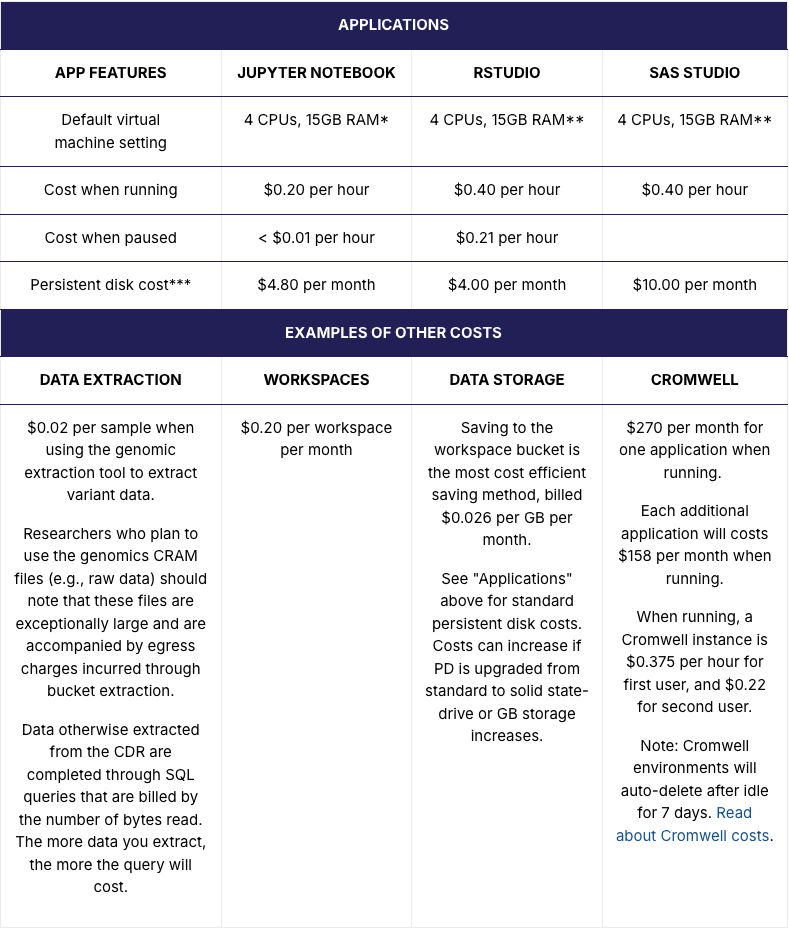 APPLICATIONS
APP FEATURES
JUPYTER NOTEBOOK
RSTUDIO
SAS STUDIO
Default virtual
machine setting
4 CPUs, 15GB RAM*
4 CPUs, 15GB RAM**
4 CPUs, 15GB RAM**
Cost when running
$0.20 per hour
$0.40 per hour
$0.40 per hour
Cost when paused
< $0.01 per hour
$0.21 per hour
Persistent disk cost***
$4.80 per month
$4.00 per month
$10.00 per month
EXAMPLES OF OTHER COSTS
DATA EXTRACTION
WORKSPACES
DATA STORAGE
CROMWELL
$0.02 per sample when
using the genomic
extraction tool to extract
variant data.
Researchers who plan to
use the genomics CRAM
files (e.g., raw data) should
note that these files are
exceptionally large and are
accompanied by egress
charges incurred through
bucket extraction.
Data otherwise extracted
from the CDR are
completed through SQL
queries that are billed by
the number of bytes read.
The more data you extract,
the more the query will
cost.
$0.20 per workspace
per month
Saving to the
workspace bucket is
the most cost efficient
saving method, billed
$0.026 per GB per
month.
See "Applications"
above for standard
persistent disk costs.
Costs can increase if
PD is upgraded from
standard to solid state-
drive or GB storage
increases.
$270 per month for
one application when
running.
Each additional
application will costs
$158 per month when
running.
When running, a
Cromwell instance is
$0.375 per hour for
first user, and $0.22
for second user.
Note: Cromwell
environments will
auto-delete after idle
for 7 days. Read
about Cromwell costs.